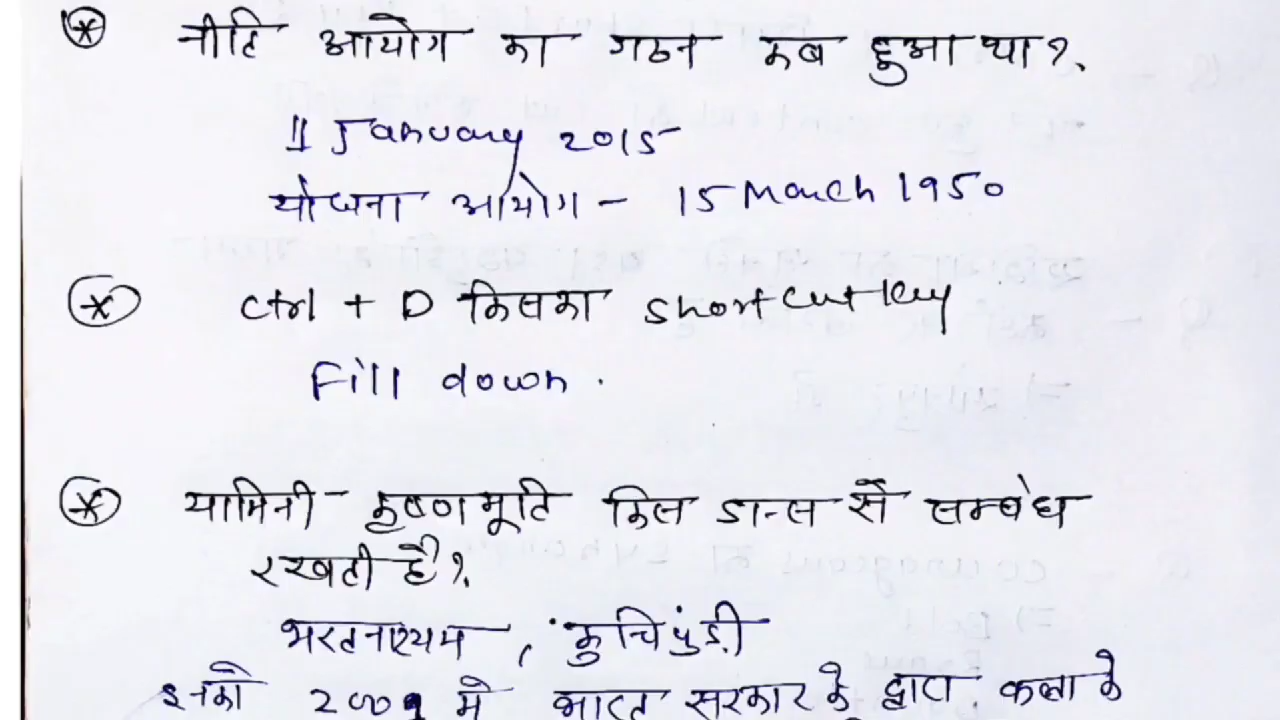 नीति आयोग का गठन कब हुआ था?
1 January 2015
योजना आयोग - 15 March 1950
Ctrl + D किसका shortcut key
Fill down.
यामिनी कृष्णमूर्ति किस डान्स से सम्बंध
रखती है?
भरतनाट्यम, कुचिपुड़ी
इनको में भारत सरकार के द्वारा कला के